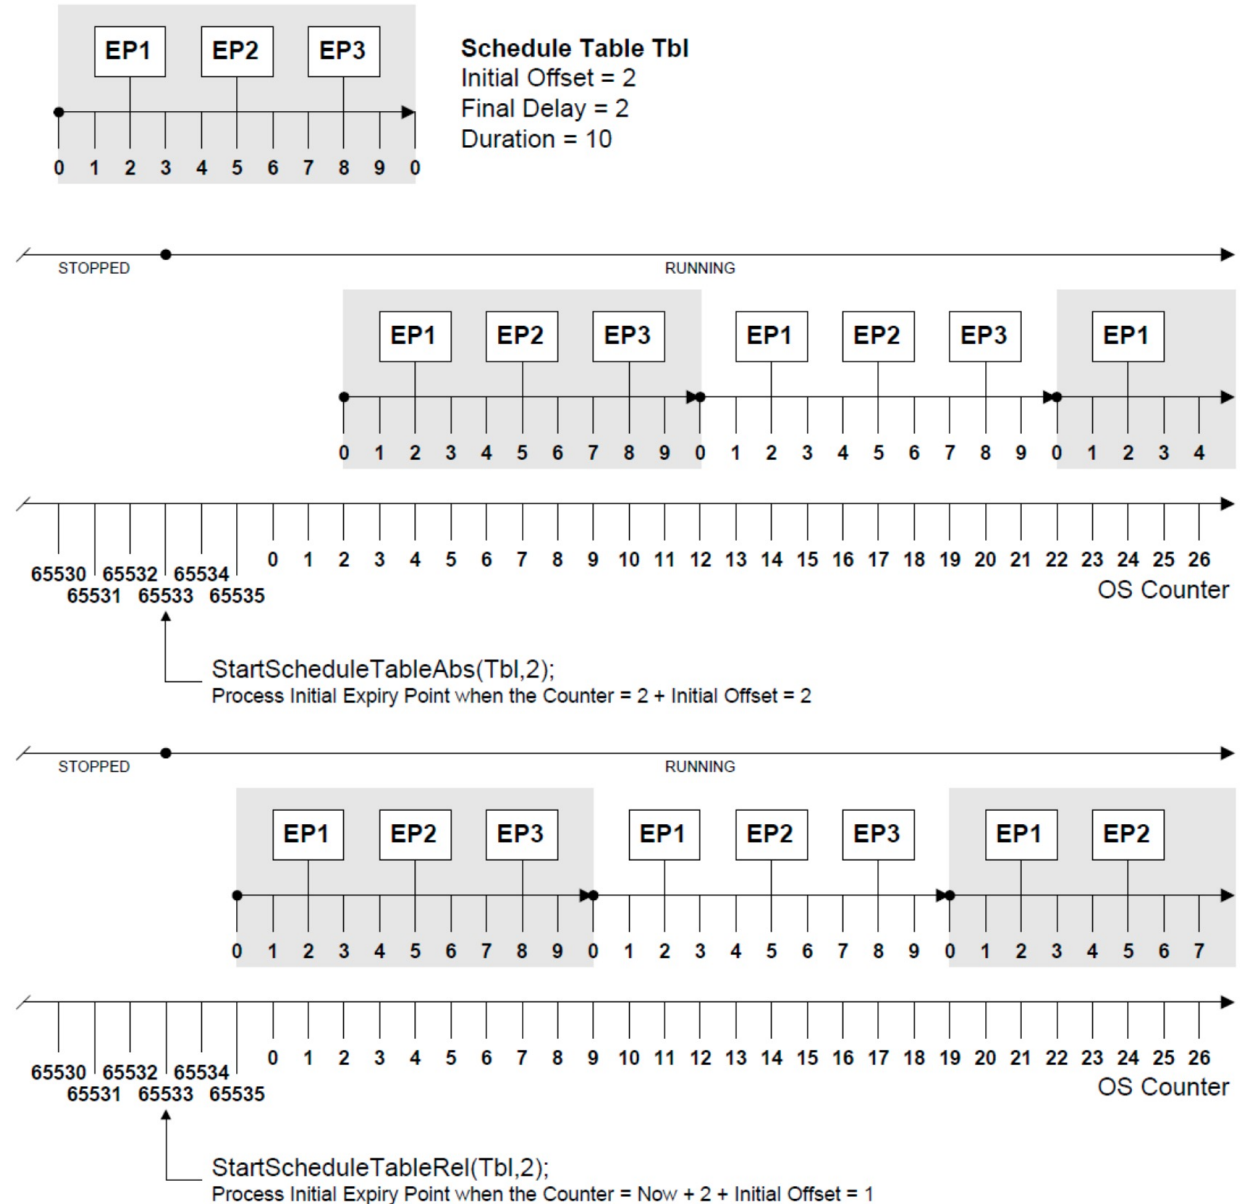 EP1 EP2 EP3
Schedule Table Tbl
Initial Offset = 2
Final Delay = 2
Duration = 10
0 1 2 3 4 5 6 7 8 9 0
STOPPED RUNNING
EP1 EP2 EP3 EP1 EP2 EP3 EP1
0 1 2 3 4 5 6 7 8 9 0 1 2 3 4 5 6 7 8 9 0 1 2 3 4
0 1 2 3 4 5 6 7 8 9 10 11 12 13 14 15 16 17 18 19 20 21 22 23 24 25 26
65530 65532 65534
65531 65533 65535
OS Counter
StartScheduleTableAbs(Tbl,2);
Process Initial Expiry Point when the Counter = 2 + Initial Offset = 2
STOPPED RUNNING
EP1 EP2 EP3 EP1 EP2 EP3 EP1 EP2
0 1 2 3 4 5 6 7 8 9 0 1 2 3 4 5 6 7 8 9 0 1 2 3 4 5 6 7
0 1 2 3 4 5 6 7 8 9 10 11 12 13 14 15 16 17 18 19 20 21 22 23 24 25 26
65530 65532 65534
65531 65533 65535
OS Counter
StartScheduleTableRel(Tbl,2);
Process Initial Expiry Point when the Counter = Now + 2 + Initial Offset = 1